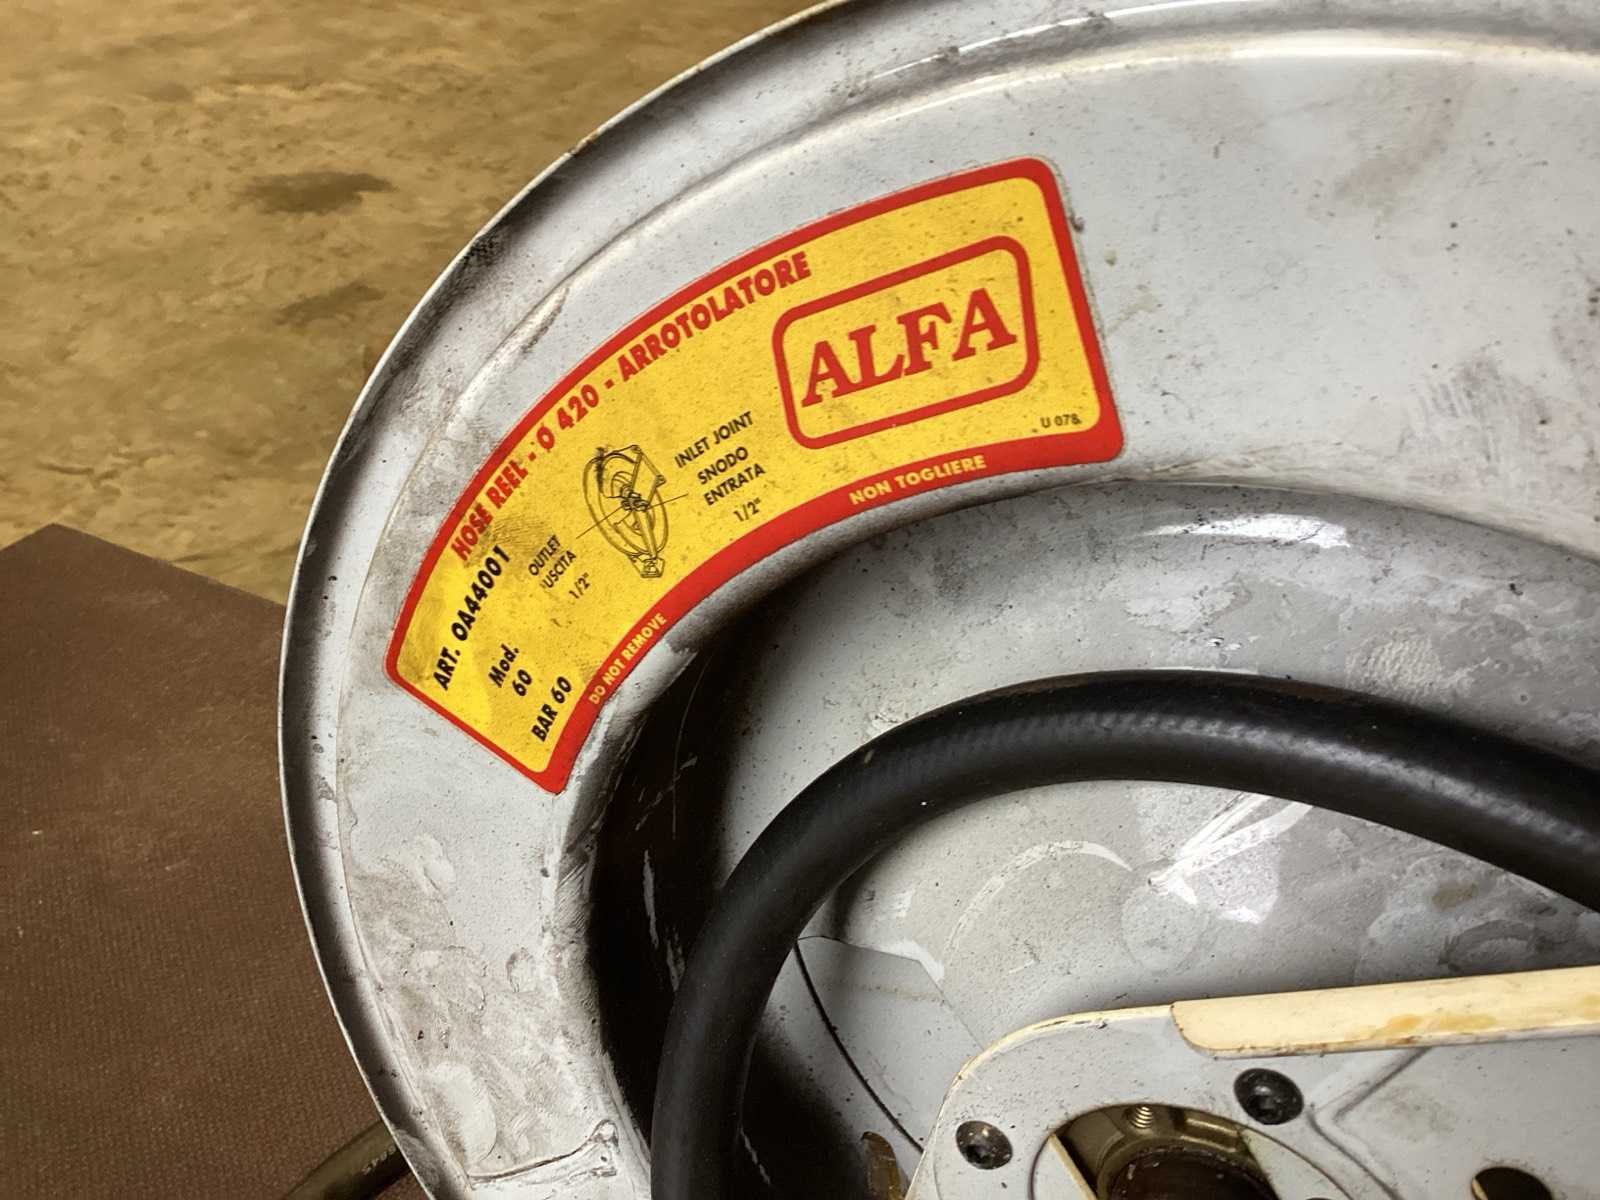 HOSE REEL - Ø 420 - ARROTOLATORE
ALFA
ART. OA44001
Mod.
60
BAR 60
OUTLET
USCITA
1/2"
INLET JOINT
SNODO
ENTRATA
1/2"
U 078
DO NOT REMOVE
NON TOGLIERE